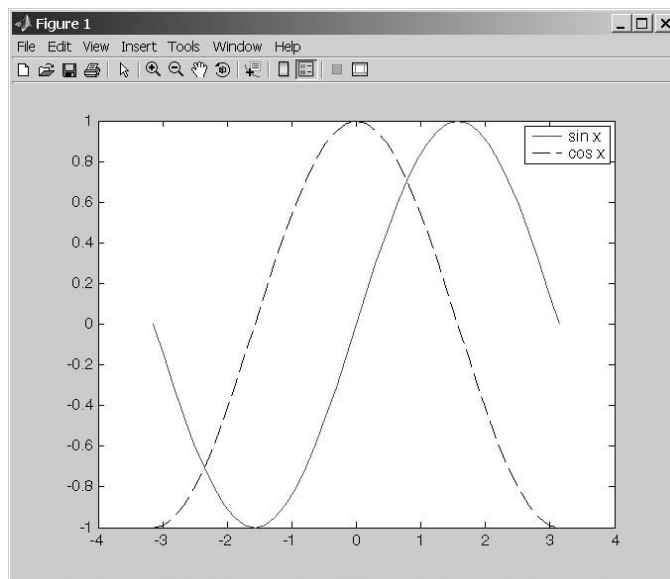 Figure 1
File Edit View Insert Tools Window Help
1
0.8
0.6
0.4
0.2
0
-0.2
-0.4
-0.6
-0.8
-1
-4 -3 -2 -1 0 1 2 3 4
sin x
cos x